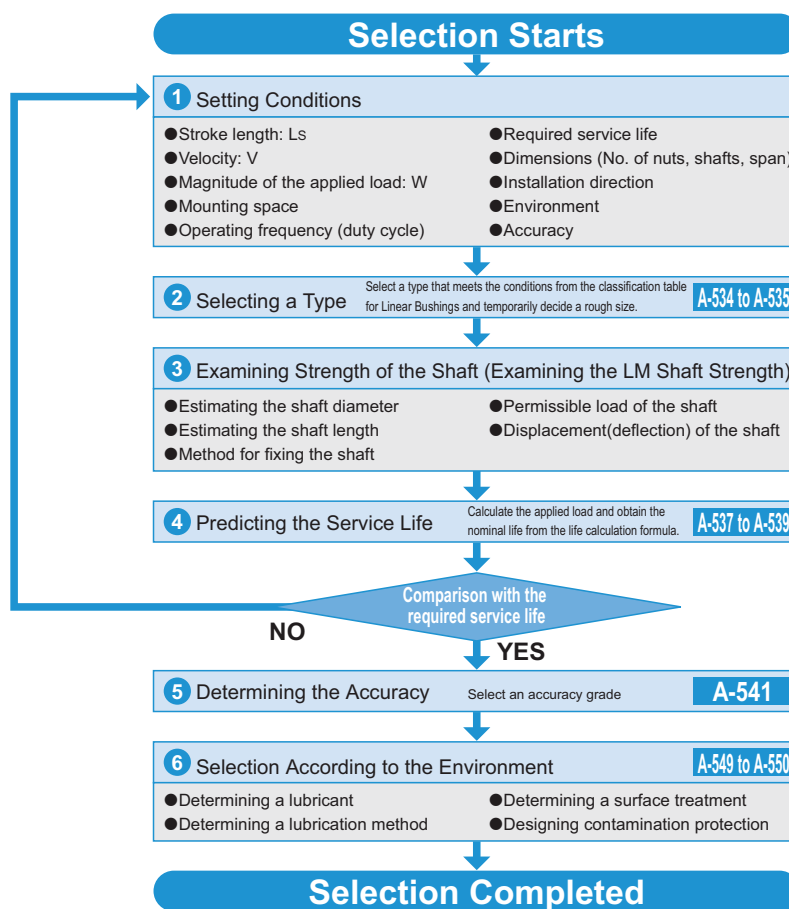 Selection Starts
1 Setting Conditions
●Stroke length: Ls
●Velocity: V
●Magnitude of the applied load: W
●Mounting space
●Operating frequency (duty cycle)
●Required service life
●Dimensions (No. of nuts, shafts, span)
●Installation direction
●Environment
●Accuracy
2 Selecting a Type
Select a type that meets the conditions from the classification table
for Linear Bushings and temporarily decide a rough size.
A-534 to A-535
3 Examining Strength of the Shaft (Examining the LM Shaft Strength)
●Estimating the shaft diameter
●Estimating the shaft length
●Method for fixing the shaft
●Permissible load of the shaft
●Displacement(deflection) of the shaft
4 Predicting the Service Life
Calculate the applied load and obtain the
nominal life from the life calculation formula.
A-537 to A-539
Comparison with the
required service life
NO
YES
5 Determining the Accuracy
Select an accuracy grade
A-541
6 Selection According to the Environment
A-549 to A-550
●Determining a lubricant
●Determining a lubrication method
●Determining a surface treatment
●Designing contamination protection
Selection Completed